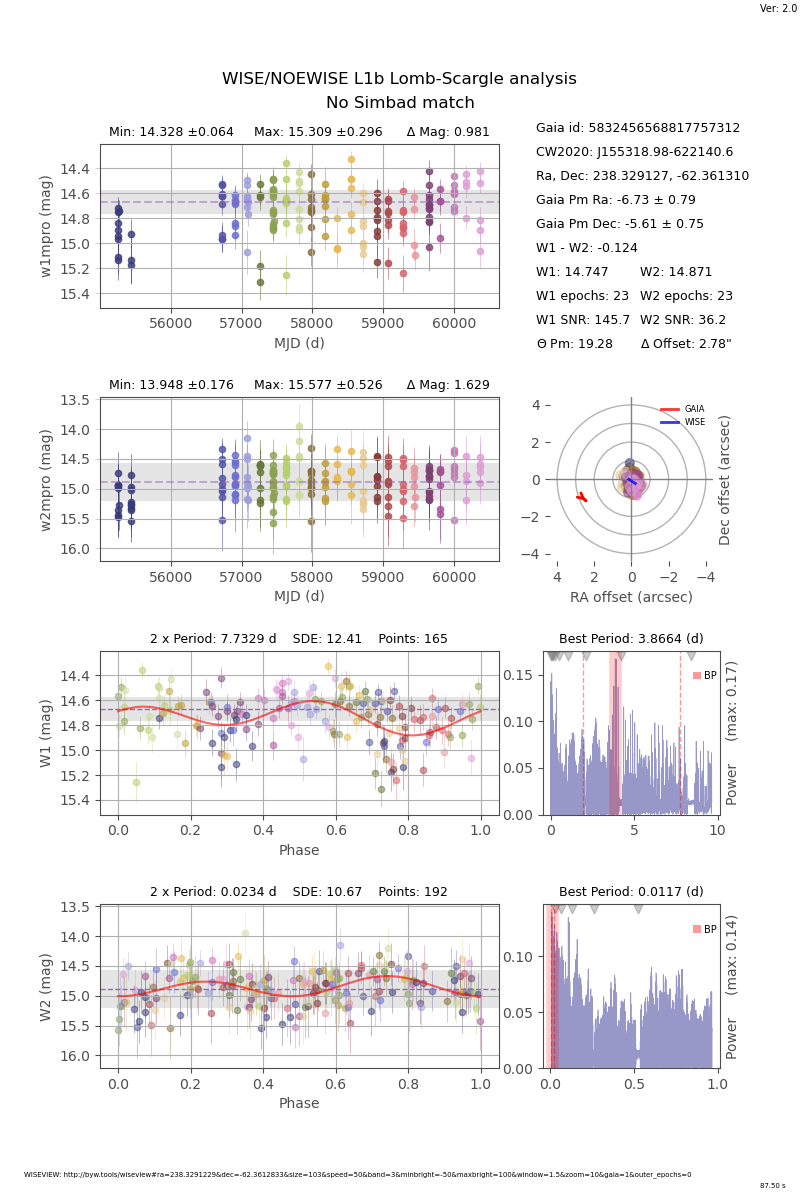 Ver: 2.0
WISE/NOEWISE L1b Lomb-Scargle analysis
No Simbad match
Min: 14.328 ±0.064 Max: 15.309 ±0.296 Δ Mag: 0.981
14.4
14.6
14.8
15.0
15.2
15.4
w1mpro (mag)
56000 57000 58000 59000 60000
MJD (d)
Gaia id: 5832456568817757312
CW2020: J155318.98-622140.6
Ra, Dec: 238.329127, -62.361310
Gaia Pm Ra: -6.73 ± 0.79
Gaia Pm Dec: -5.61 ± 0.75
W1 - W2: -0.124
W1: 14.747 W2: 14.871
W1 epochs: 23 W2 epochs: 23
W1 SNR: 145.7 W2 SNR: 36.2
Θ Pm: 19.28 Δ Offset: 2.78"
Min: 13.948 ±0.176 Max: 15.577 ±0.526 Δ Mag: 1.629
13.5
14.0
14.5
15.0
15.5
16.0
w2mpro (mag)
56000 57000 58000 59000 60000
MJD (d)
GAIA
WISE
4
2
0
−2
−4
4 2 0 −2 −4
RA offset (arcsec)
Dec offset (arcsec)
2 x Period: 7.7329 d SDE: 12.41 Points: 165
14.4
14.6
14.8
15.0
15.2
15.4
W1 (mag)
0.0 0.2 0.4 0.6 0.8 1.0
Phase
Best Period: 3.8664 (d)
BP
0.15
0.10
0.05
0.00
0 5 10
Power (max: 0.17)
2 x Period: 0.0234 d SDE: 10.67 Points: 192
13.5
14.0
14.5
15.0
15.5
16.0
W2 (mag)
0.0 0.2 0.4 0.6 0.8 1.0
Phase
Best Period: 0.0117 (d)
BP
0.10
0.05
0.00
0.0 0.5 1.0
Power (max: 0.14)
WISEVIEW: http://byw.tools/wiseview#ra=238.3291229&dec=-62.3612833&size=103&speed=50&band=3&minbright=-50&maxbright=100&window=1.5&zoom=10&gaia=1&outer_epochs=0
87.50 s